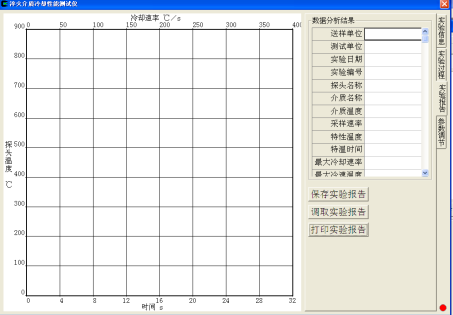 淬火介质冷却性能测试仪
冷却速率 ℃/s
0 50 100 150 200 250 300 350 400
900
800
700
600
500
400
300
200
100
0
探头温度 ℃
0 4 8 12 16 20 24 28 32
时间 s
数据分析结果
送样单位
测试单位
实验日期
实验编号
探头名称
介质名称
介质温度
采样速率
特性温度
特温时间
最大冷却速率
最大冷速温度
保存实验报告
调取实验报告
打印实验报告
实验信息
实验过程
实验报告
参数调节